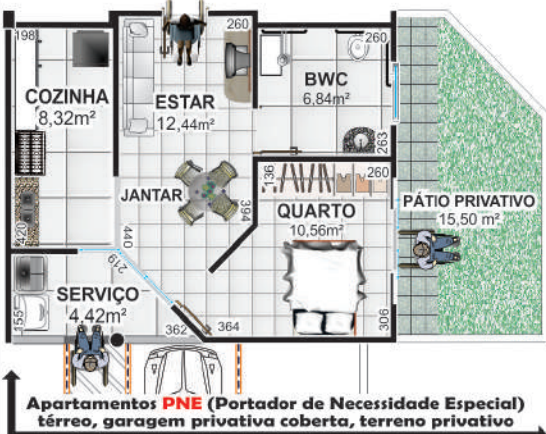 198
260
260
COZINHA
8,32m²
ESTAR
12,44m²
BWC
6,84m²
263
JANTAR
136
260
394
QUARTO
10,56m²
PÁTIO PRIVATIVO
15,50 m²
420
440
219
SERVIÇO
4,42m²
155
362
364
306
Apartamentos PNE (Portador de Necessidade Especial)
térreo, garagem privativa coberta, terreno privativo